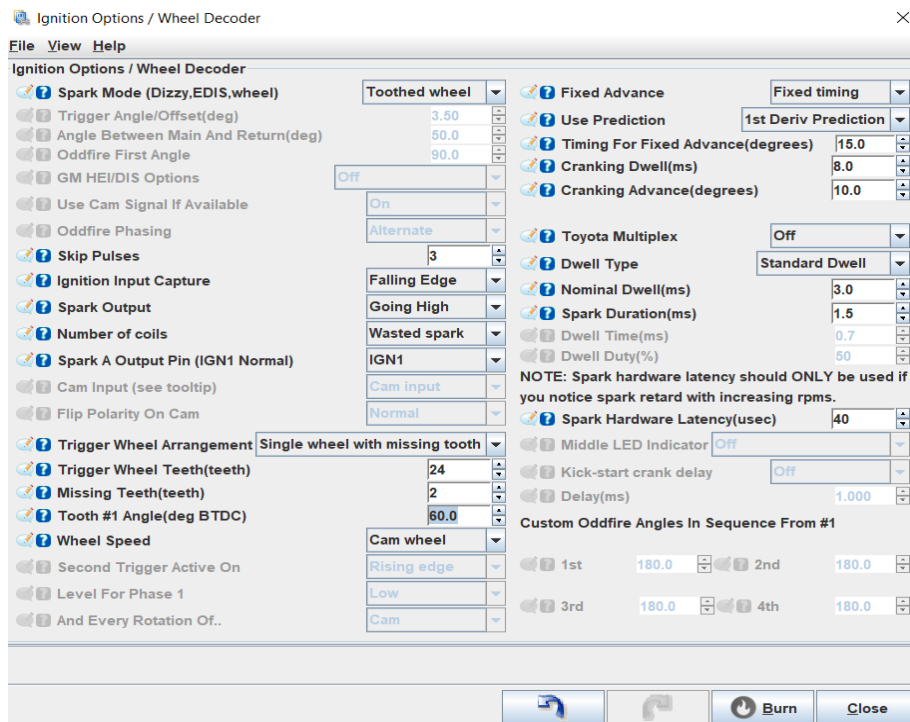 Ignition Options / Wheel Decoder
File View Help
Ignition Options / Wheel Decoder
Spark Mode (Dizzy,EDIS,wheel) Toothed wheel
Trigger Angle/Offset(deg) 3.50
Angle Between Main And Return(deg) 50.0
Oddfire First Angle 90.0
GM HEI/DIS Options Off
Use Cam Signal If Available On
Oddfire Phasing Alternate
Skip Pulses 3
Ignition Input Capture Falling Edge
Spark Output Going High
Number of coils Wasted spark
Spark A Output Pin (IGN1 Normal) IGN1
Cam Input (see tooltip) Cam input
Flip Polarity On Cam Normal
Trigger Wheel Arrangement Single wheel with missing tooth
Trigger Wheel Teeth(teeth) 24
Missing Teeth(teeth) 2
Tooth #1 Angle(deg BTDC) 60.0
Wheel Speed Cam wheel
Second Trigger Active On Rising edge
Level For Phase 1 Low
And Every Rotation Of.. Cam
Fixed Advance Fixed timing
Use Prediction 1st Deriv Prediction
Timing For Fixed Advance(degrees) 15.0
Cranking Dwell(ms) 8.0
Cranking Advance(degrees) 10.0
Toyota Multiplex Off
Dwell Type Standard Dwell
Nominal Dwell(ms) 3.0
Spark Duration(ms) 1.5
Dwell Time(ms) 0.7
Dwell Duty(%) 50
NOTE: Spark hardware latency should ONLY be used if
you notice spark retard with increasing rpms.
Spark Hardware Latency(usec) 40
Middle LED Indicator Off
Kick-start crank delay Off
Delay(ms) 1.000
Custom Oddfire Angles In Sequence From #1
1st 180.0 2nd 180.0
3rd 180.0 4th 180.0
Burn Close